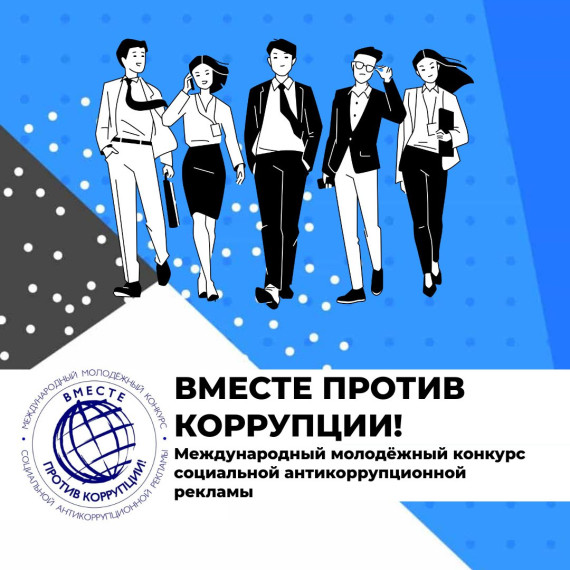 ВМЕСТЕ ПРОТИВ
КОРРУПЦИИ!
Международный молодёжный конкурс
социальной антикоррупционной
рекламы
МЕЖДУНАРОДНЫЙ МОЛОДЁЖНЫЙ КОНКУРС
ВМЕСТЕ
ПРОТИВ КОРРУПЦИИ!
СОЦИАЛЬНОЙ АНТИКОРРУПЦИОННОЙ РЕКЛАМЫ